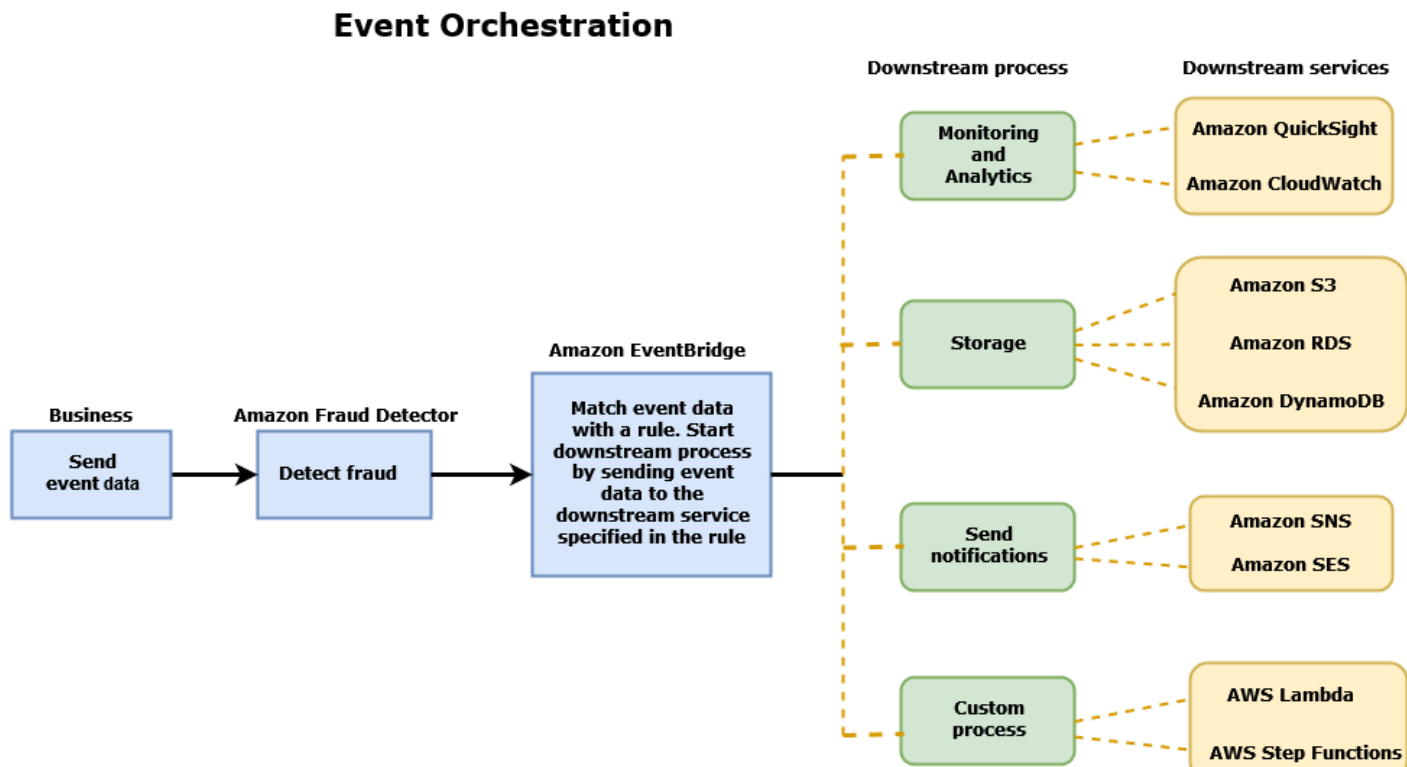 Event Orchestration
Downstream process
Downstream services
Monitoring
and
Analytics
Amazon QuickSight
Amazon CloudWatch
Storage
Amazon S3
Amazon RDS
Amazon DynamoDB
Business
Send
event data
Amazon Fraud Detector
Detect fraud
Amazon EventBridge
Match event data
with a rule. Start
downstream process
by sending event
data to the
downstream service
specified in the rule
Send
notifications
Amazon SNS
Amazon SES
Custom
process
AWS Lambda
AWS Step Functions